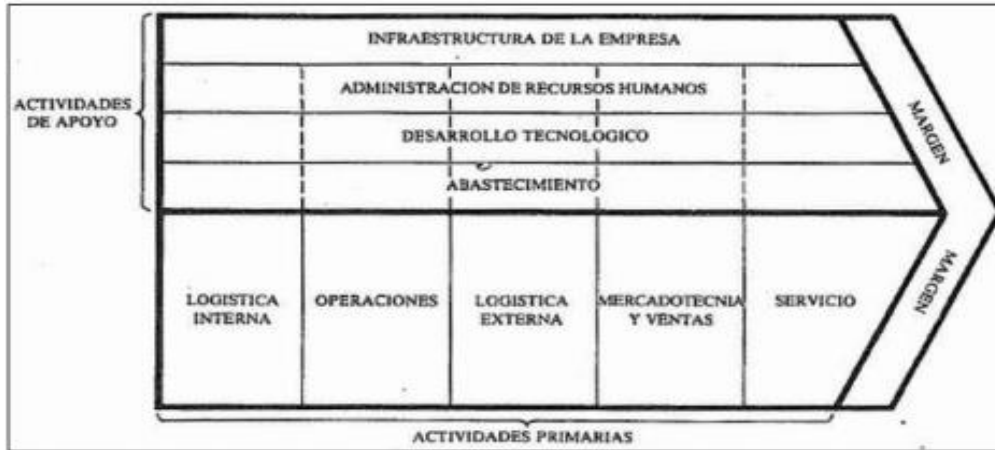 INFRAESTRUCTURA DE LA EMPRESA
ADMINISTRACION DE RECURSOS HUMANOS
ACTIVIDADES
DE APOYO
DESARROLLO TECNOLOGICO
ABASTECIMIENTO
MARGEN
LOGISTICA
INTERNA
OPERACIONES
LOGISTICA
EXTERNA
MERCADOTECNIA
Y VENTAS
SERVICIO
MARGEN
ACTIVIDADES PRIMARIAS